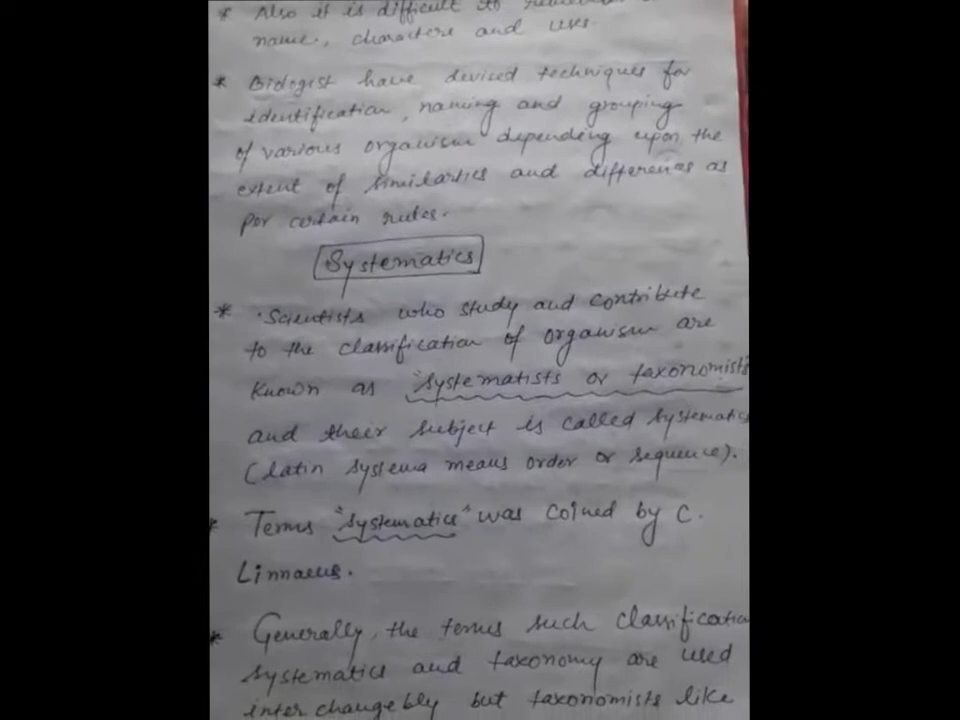 * Also it is difficult to remember
name, characters and uses.
* Biologist have devised techniques for
identification, naming and grouping
of various organism depending upon the
extent of similarties and differences as
per certain rules.
Systematics
* Scientists who study and contribute
to the classification of organism are
known as "systematists or taxonomists
and their subject is called systematics
(latin systema means order or sequence).
* Terms "systematics" was coined by C.
Linnaeus.
* Generally, the terms such classification
systematics and taxonomy are used
interchangebly but taxonomists like